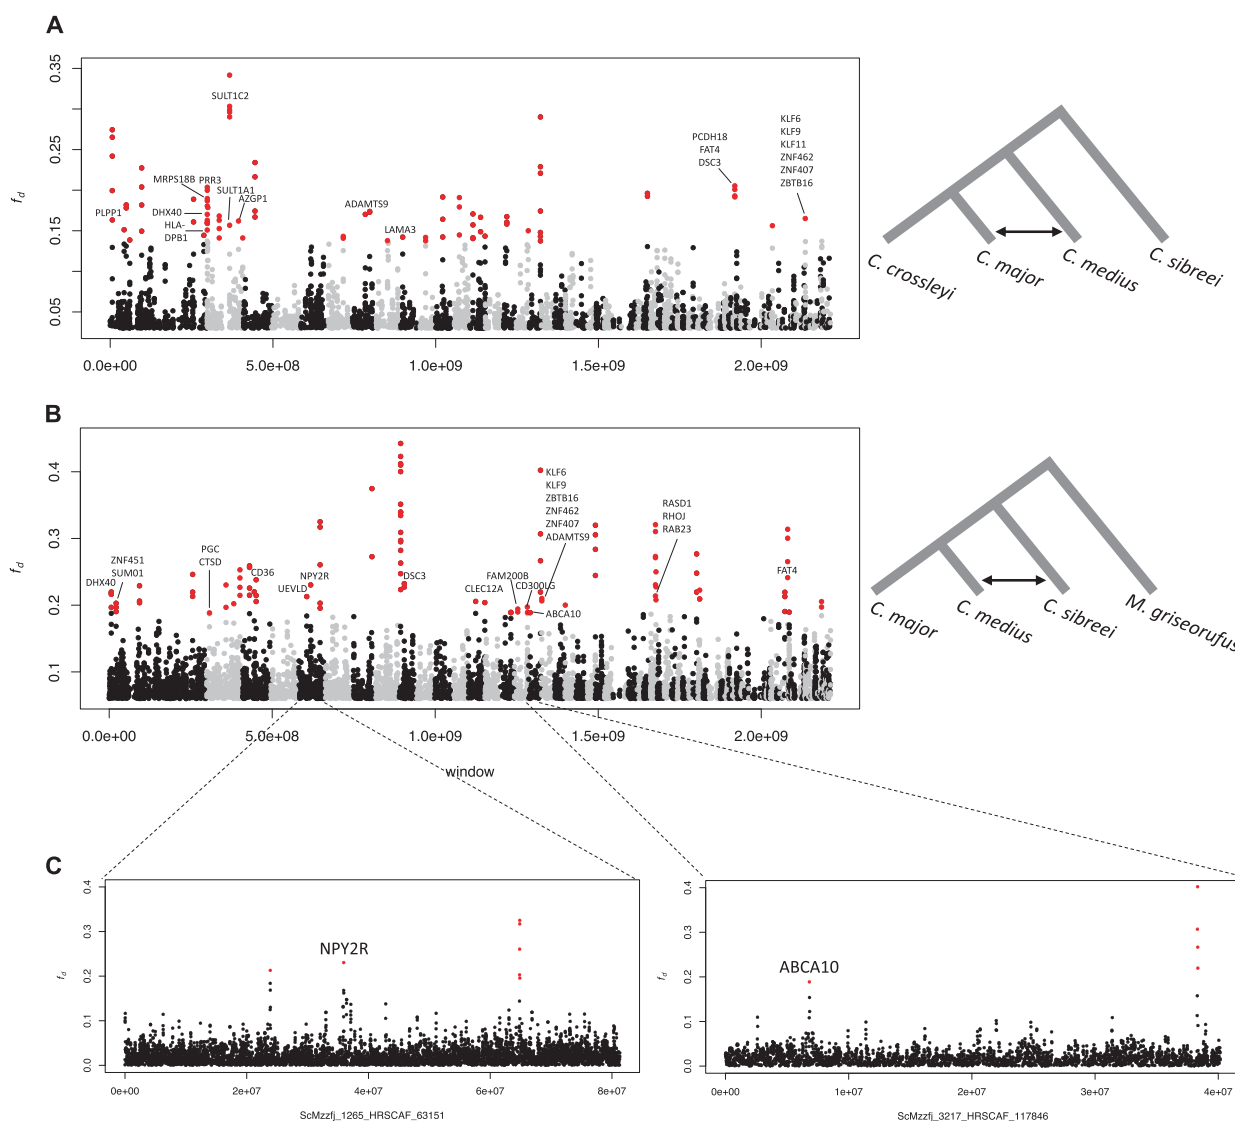 A
0.35
0.25
0.15
0.05
fd
SULT1C2
MRPS18B
PRR3
SULT1A1
AZGP1
PLPP1
DHX40
HLA-
DPB1
ADAMTS9
LAMA3
PCDH18
FAT4
DSC3
KLF6
KLF9
KLF11
ZNF462
ZNF407
ZBTB16
0.0e+00 5.0e+08 1.0e+09 1.5e+09 2.0e+09
C. crossleyi
C. major
C. medius
C. sibreei
B
0.4
0.3
0.2
0.1
fd
ZNF451
SUM01
DHX40
PGC
CTSD
CD36
NPY2R
UEVLD
DSC3
CLEC12A
FAM200B
CD300LG
ABCA10
KLF6
KLF9
ZBTB16
ZNF462
ZNF407
ADAMTS9
RASD1
RHOJ
RAB23
FAT4
0.0e+00 5.0e+08 1.0e+09 1.5e+09 2.0e+09
window
C. major
C. medius
C. sibreei
M. griseorufus
C
0.4
0.3
0.2
0.1
0.0
fd
NPY2R
0e+00 2e+07 4e+07 6e+07 8e+07
ScMzzfj_1265_HRSCAF_63151
0.4
0.3
0.2
0.1
0.0
fd
ABCA10
0e+00 1e+07 2e+07 3e+07 4e+07
ScMzzfj_3217_HRSCAF_117846